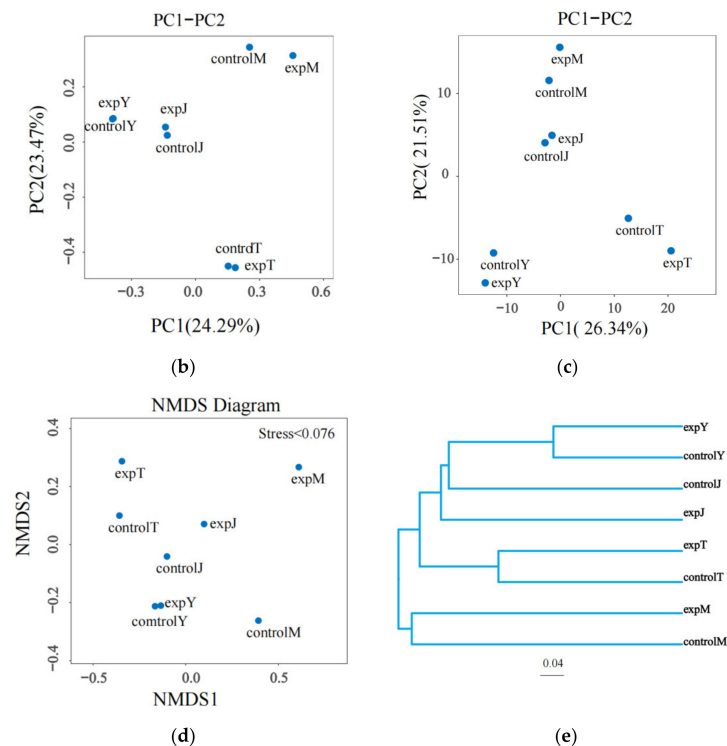 PC1−PC2
PC2(23.47%)
0.2
0.0
−0.2
−0.4
controlM
expM
expY
controlY
expJ
controlJ
contrdT
expT
−0.3
0.0
0.3
0.6
PC1(24.29%)
(b)
PC1−PC2
PC2( 21.51%)
10
0
−10
expM
controlM
expJ
controlJ
controlT
expT
controlY
expY
−10
0
10
20
PC1( 26.34%)
(c)
NMDS Diagram
Stress<0.076
NMDS2
0.4
0.2
0.0
−0.2
−0.4
expT
expM
controlT
expJ
controlJ
expY
comtrolY
controlM
−0.5
0.0
0.5
NMDS1
(d)
expY
controlY
controlJ
expJ
expT
controlT
expM
controlM
0.04
(e)